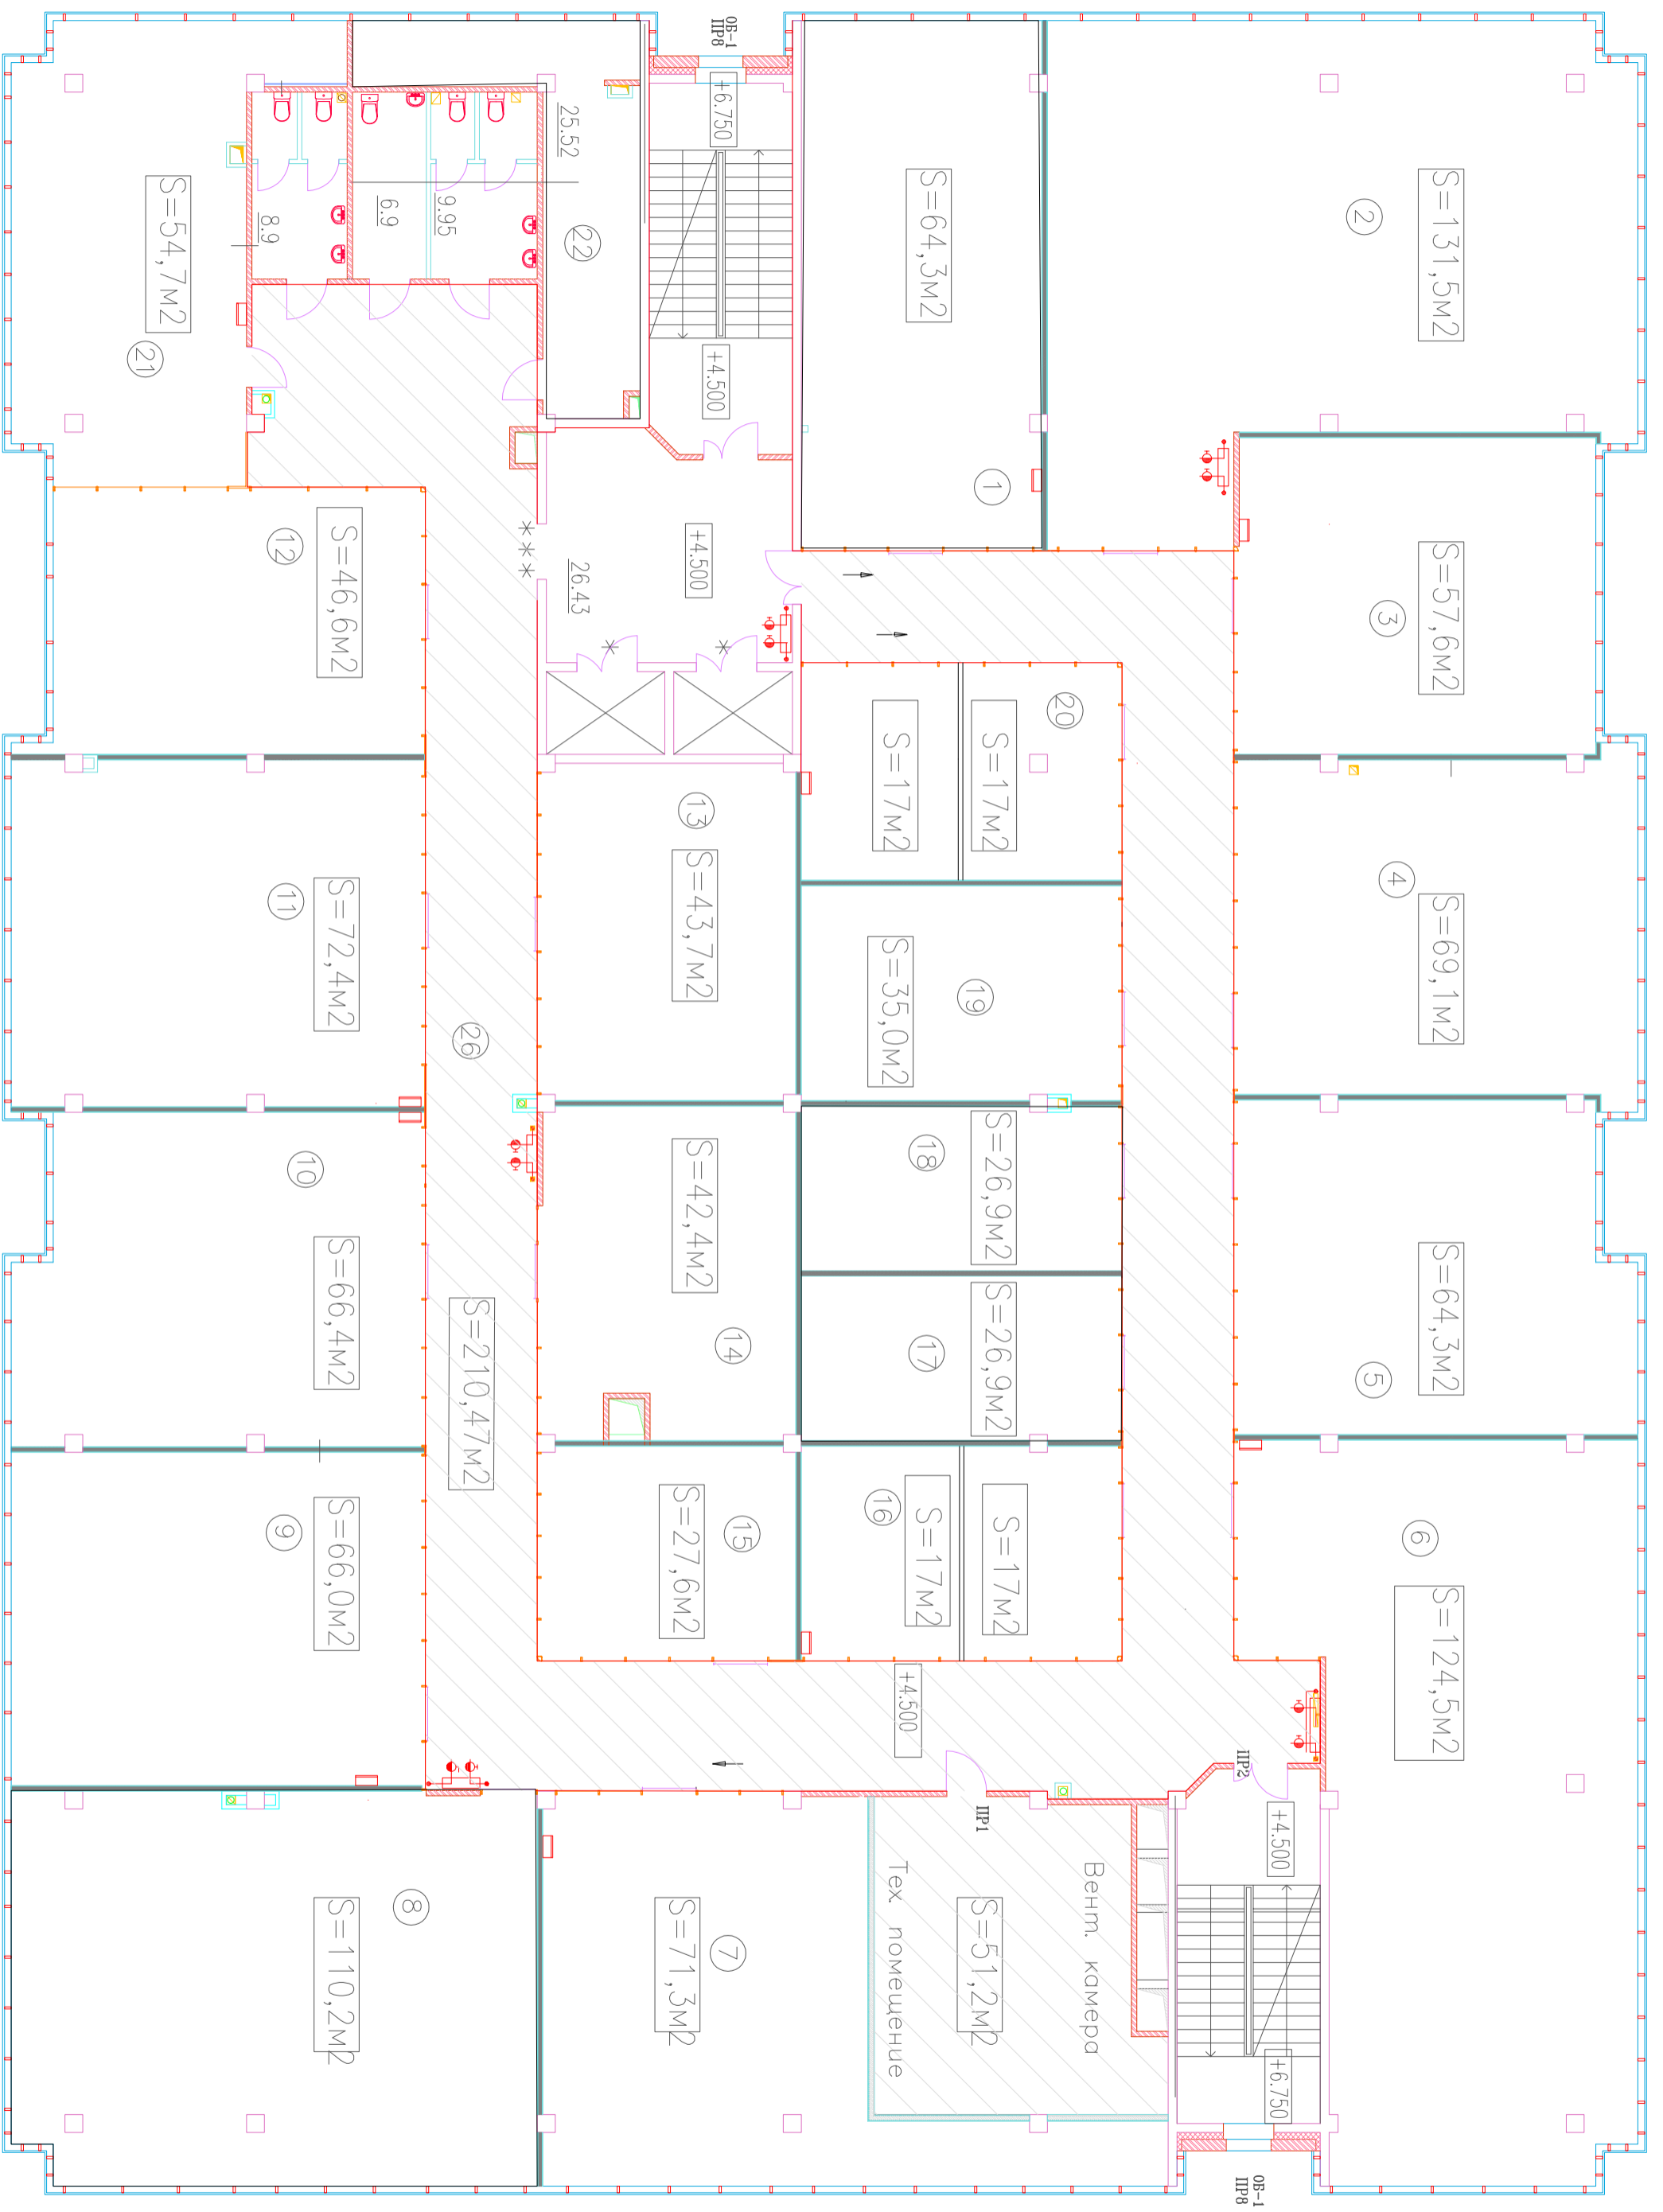 S=131,5м2
2
S=57,6м2
3
S=69,1м2
4
S=64,3м2
5
S=124,5м2
6
ОБ-1
ПР8
+6.750
+4.500
ПР2
S=64,3м2
1
20
S=17м2
S=17м2
S=35,0м2
19
S=26,9м2
18
S=26,9м2
17
S=17м2
S=17м2
16
+4.500
ПР1
Вент. камера
S=51,2м2
Тех. помещение
ОБ-1
ПР8
+6.750
+4.500
+4.500
26.43
13
S=43,7м2
S=42,4м2
14
15
S=27,6м2
7
S=71,3м2
22
25.52
9.95
6.9
8.9
26
S=210,47м2
S=54,7м2
21
S=46,6м2
12
S=72,4м2
11
S=66,4м2
10
S=66,0м2
9
8
S=110,2м2